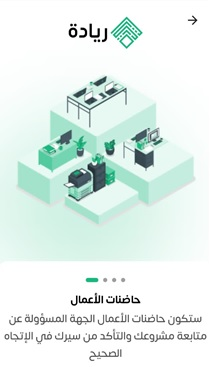 ريادة
حاضنات الأعمال
ستكون حاضنات الأعمال الجهة المسؤولة عن
متابعة مشروعك والتأكد من سيرك في الإتجاه
الصحيح